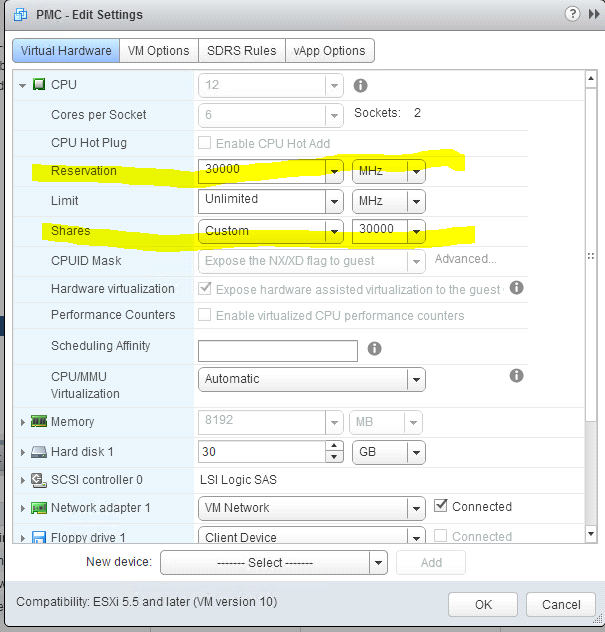 PMC - Edit Settings
Virtual Hardware VM Options SDRS Rules vApp Options
CPU 12
Cores per Socket 6 Sockets: 2
CPU Hot Plug Enable CPU Hot Add
Reservation 30000 MHz
Limit Unlimited MHz
Shares Custom 30000
CPUID Mask Expose the NX/XD flag to guest Advanced...
Hardware virtualization Expose hardware assisted virtualization to the guest
Performance Counters Enable virtualized CPU performance counters
Scheduling Affinity
CPU/MMU
Virtualization
Automatic
Memory 8192 MB
Hard disk 1 30 GB
SCSI controller 0 LSI Logic SAS
Network adapter 1 VM Network Connected
Floppy drive 1 Client Device Connected
New device: ------- Select ------- Add
Compatibility: ESXi 5.5 and later (VM version 10) OK Cancel